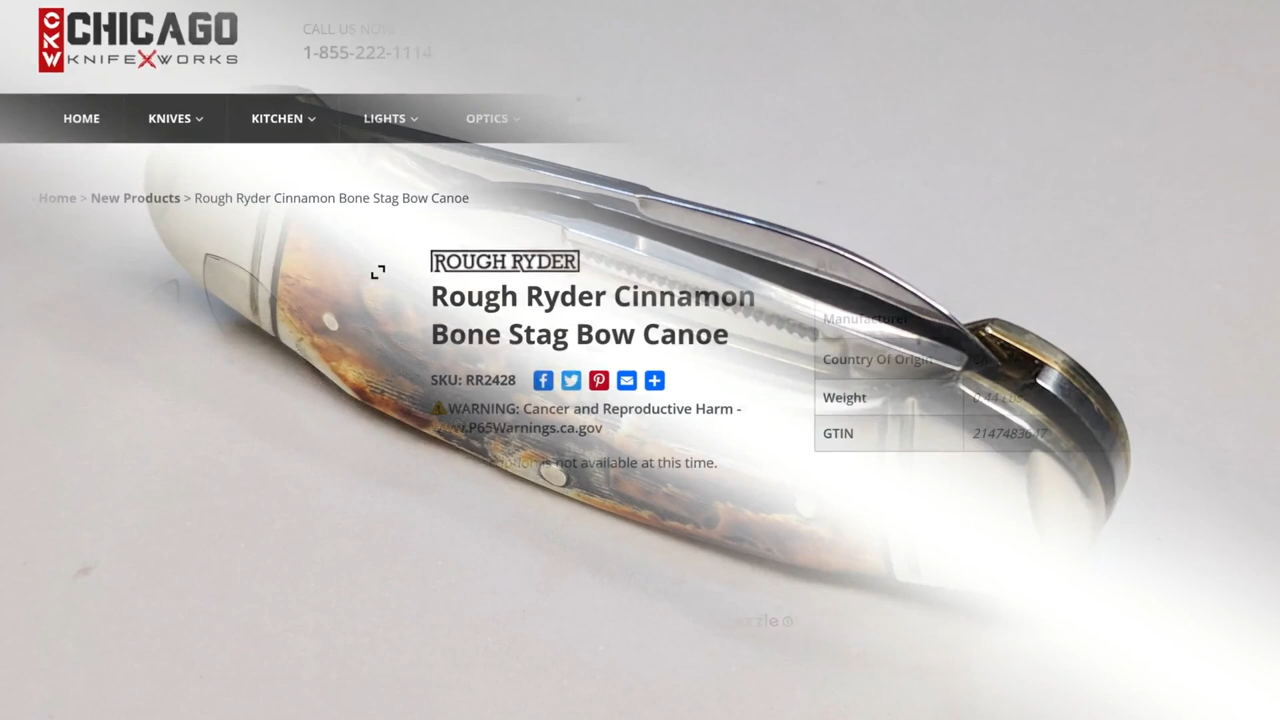 CKW
CHICAGO
KNIFE WORKS
CALL US NOW
1-855-222-1114
HOME
KNIVES
KITCHEN
LIGHTS
OPTICS
Home > New Products > Rough Ryder Cinnamon Bone Stag Bow Canoe
ROUGH RYDER
Rough Ryder Cinnamon
Bone Stag Bow Canoe
SKU: RR2428
WARNING: Cancer and Reproductive Harm -
www.P65Warnings.ca.gov
is not available at this time.
Manufacturer
Country Of Origin
Weight
GTIN 2147483647